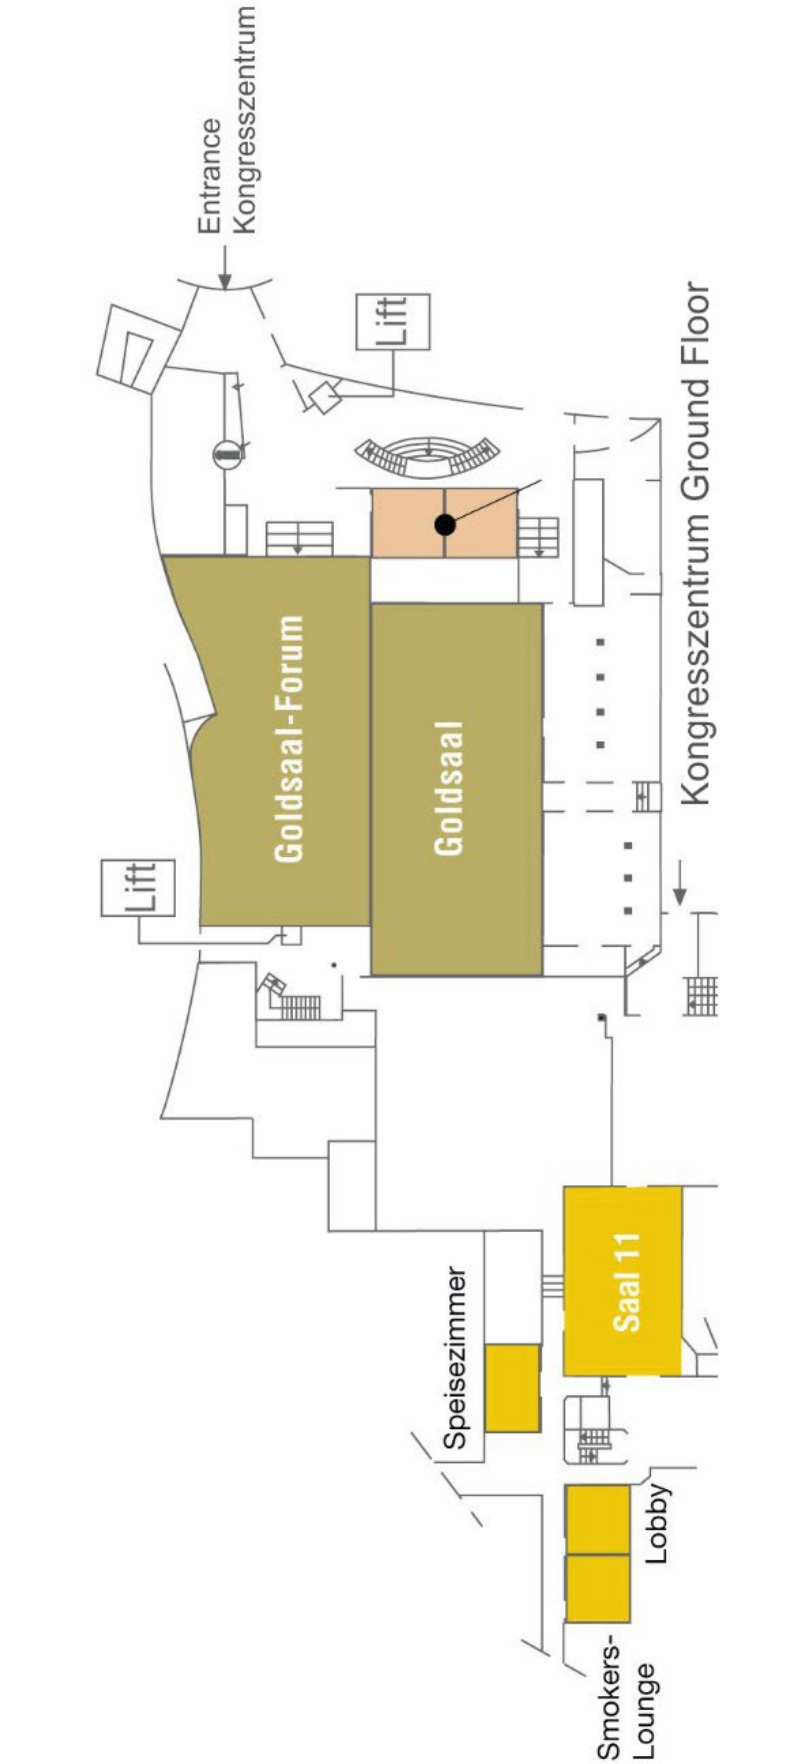 Entrance
Kongresszentrum
Lift
Kongresszentrum Ground Floor
Goldsaal-Forum
Goldsaal
Lift
Saal 11
Speisezimmer
Lobby
Smokers-
Lounge